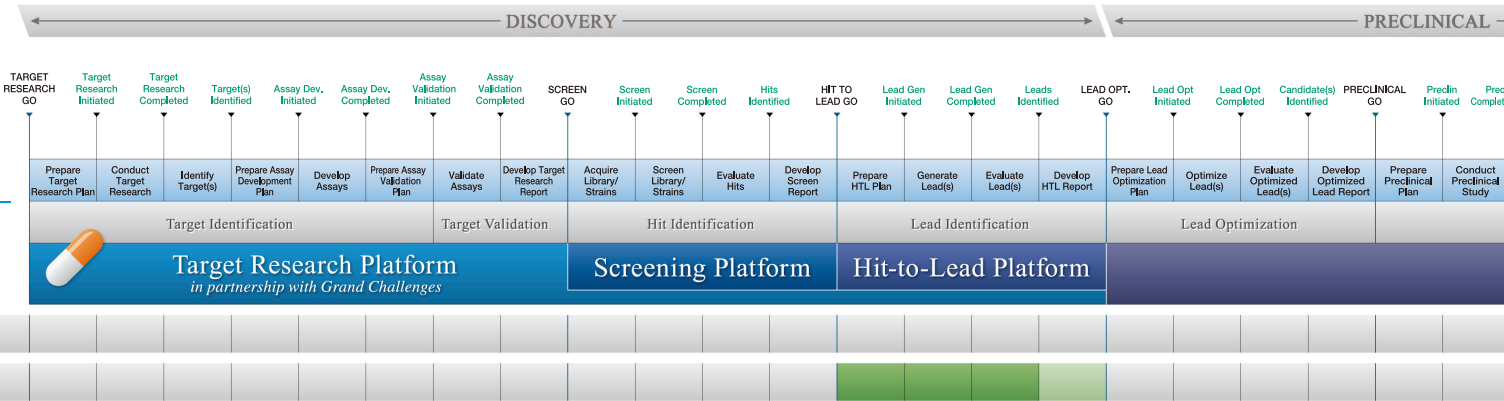 DISCOVERY
PRECLINICAL
TARGET
RESEARCH
GO
Target
Research
Initiated
Target
Research
Completed
Target(s)
Identified
Assay Dev.
Initiated
Assay Dev.
Completed
Assay
Validation
Initiated
Assay
Validation
Completed
SCREEN
GO
Screen
Initiated
Screen
Completed
Hits
Identified
HIT TO
LEAD GO
Lead Gen
Initiated
Lead Gen
Completed
Leads
Identified
LEAD OPT.
GO
Lead Opt
Initiated
Lead Opt
Completed
Candidate(s)
Identified
PRECLINICAL
GO
Preclin
Initiated
Prec
Complet
Prepare
Target
Research Plan
Conduct
Target
Research
Identify
Target(s)
Prepare Assay
Development
Plan
Develop
Assays
Prepare Assay
Validation
Plan
Validate
Assays
Develop Target
Research
Report
Acquire
Library/
Strains
Screen
Library/
Strains
Evaluate
Hits
Develop
Screen
Report
Prepare
HTL Plan
Generate
Lead(s)
Evaluate
Lead(s)
Develop
HTL Report
Prepare Lead
Optimization
Plan
Optimize
Lead(s)
Evaluate
Optimized
Lead(s)
Develop
Optimized
Lead Report
Prepare
Preclinical
Plan
Conduct
Preclinical
Study
Target Identification
Target Validation
Hit Identification
Lead Identification
Lead Optimization
Target Research Platform
in partnership with Grand Challenges
Screening Platform
Hit-to-Lead Platform